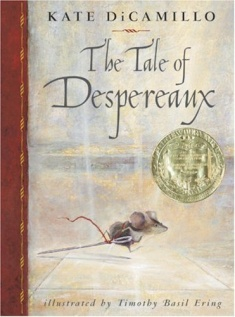 KATE DiCAMILLO
The Tale of
Despereaux
illustrated by Timothy Basil Ering